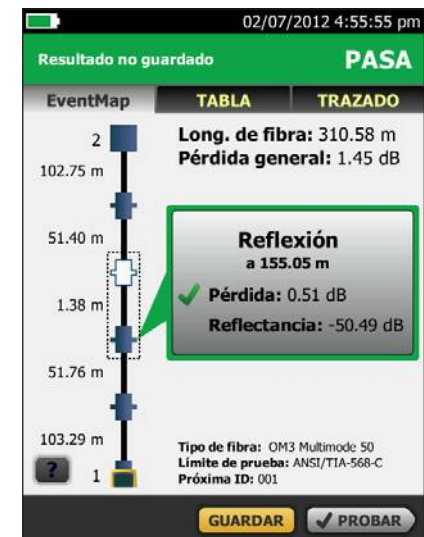 02/07/2012 4:55:55 pm
Resultado no guardado
PASA
EventMap
TABLA
TRAZADO
2
102.75 m
51.40 m
1.38 m
51.76 m
103.29 m
? 1
Long. de fibra: 310.58 m
Pérdida general: 1.45 dB
Reflexión
a 155.05 m
Pérdida: 0.51 dB
Reflectancia: -50.49 dB
Tipo de fibra: OM3 Multimode 50
Límite de prueba: ANSI/TIA-568-C
Próxima ID: 001
GUARDAR
PROBAR